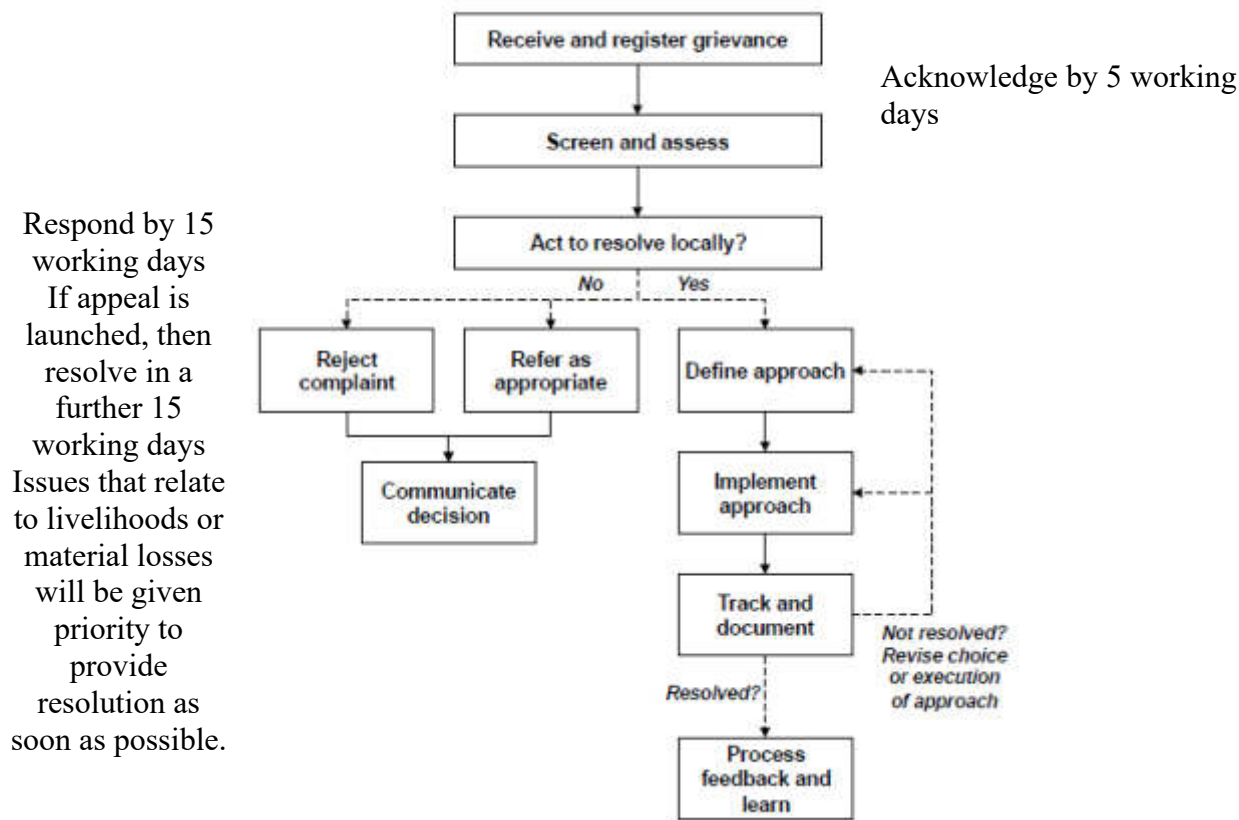 Receive and register grievance
Acknowledge by 5 working
days
Screen and assess
Respond by 15
working days
If appeal is
launched, then
resolve in a
further 15
working days
Issues that relate
to livelihoods or
material losses
will be given
priority to
provide
resolution as
soon as possible.
Act to resolve locally?
No
Yes
Reject
complaint
Refer as
appropriate
Define approach
Communicate
decision
Implement
approach
Track and
document
Not resolved?
Revise choice
or execution
of approach
Resolved?
Process
feedback and
learn